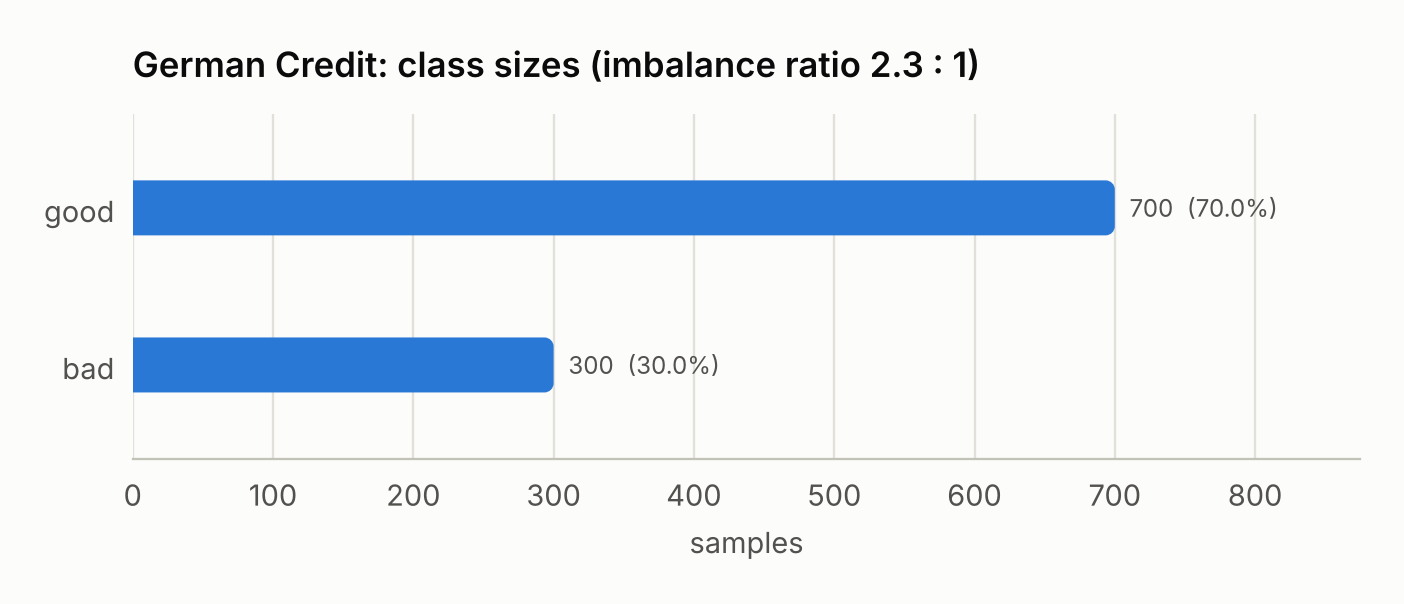 German Credit: class sizes (imbalance ratio 2.3 : 1)
good
700 (70.0%)
bad
300 (30.0%)
0 100 200 300 400 500 600 700 800
samples